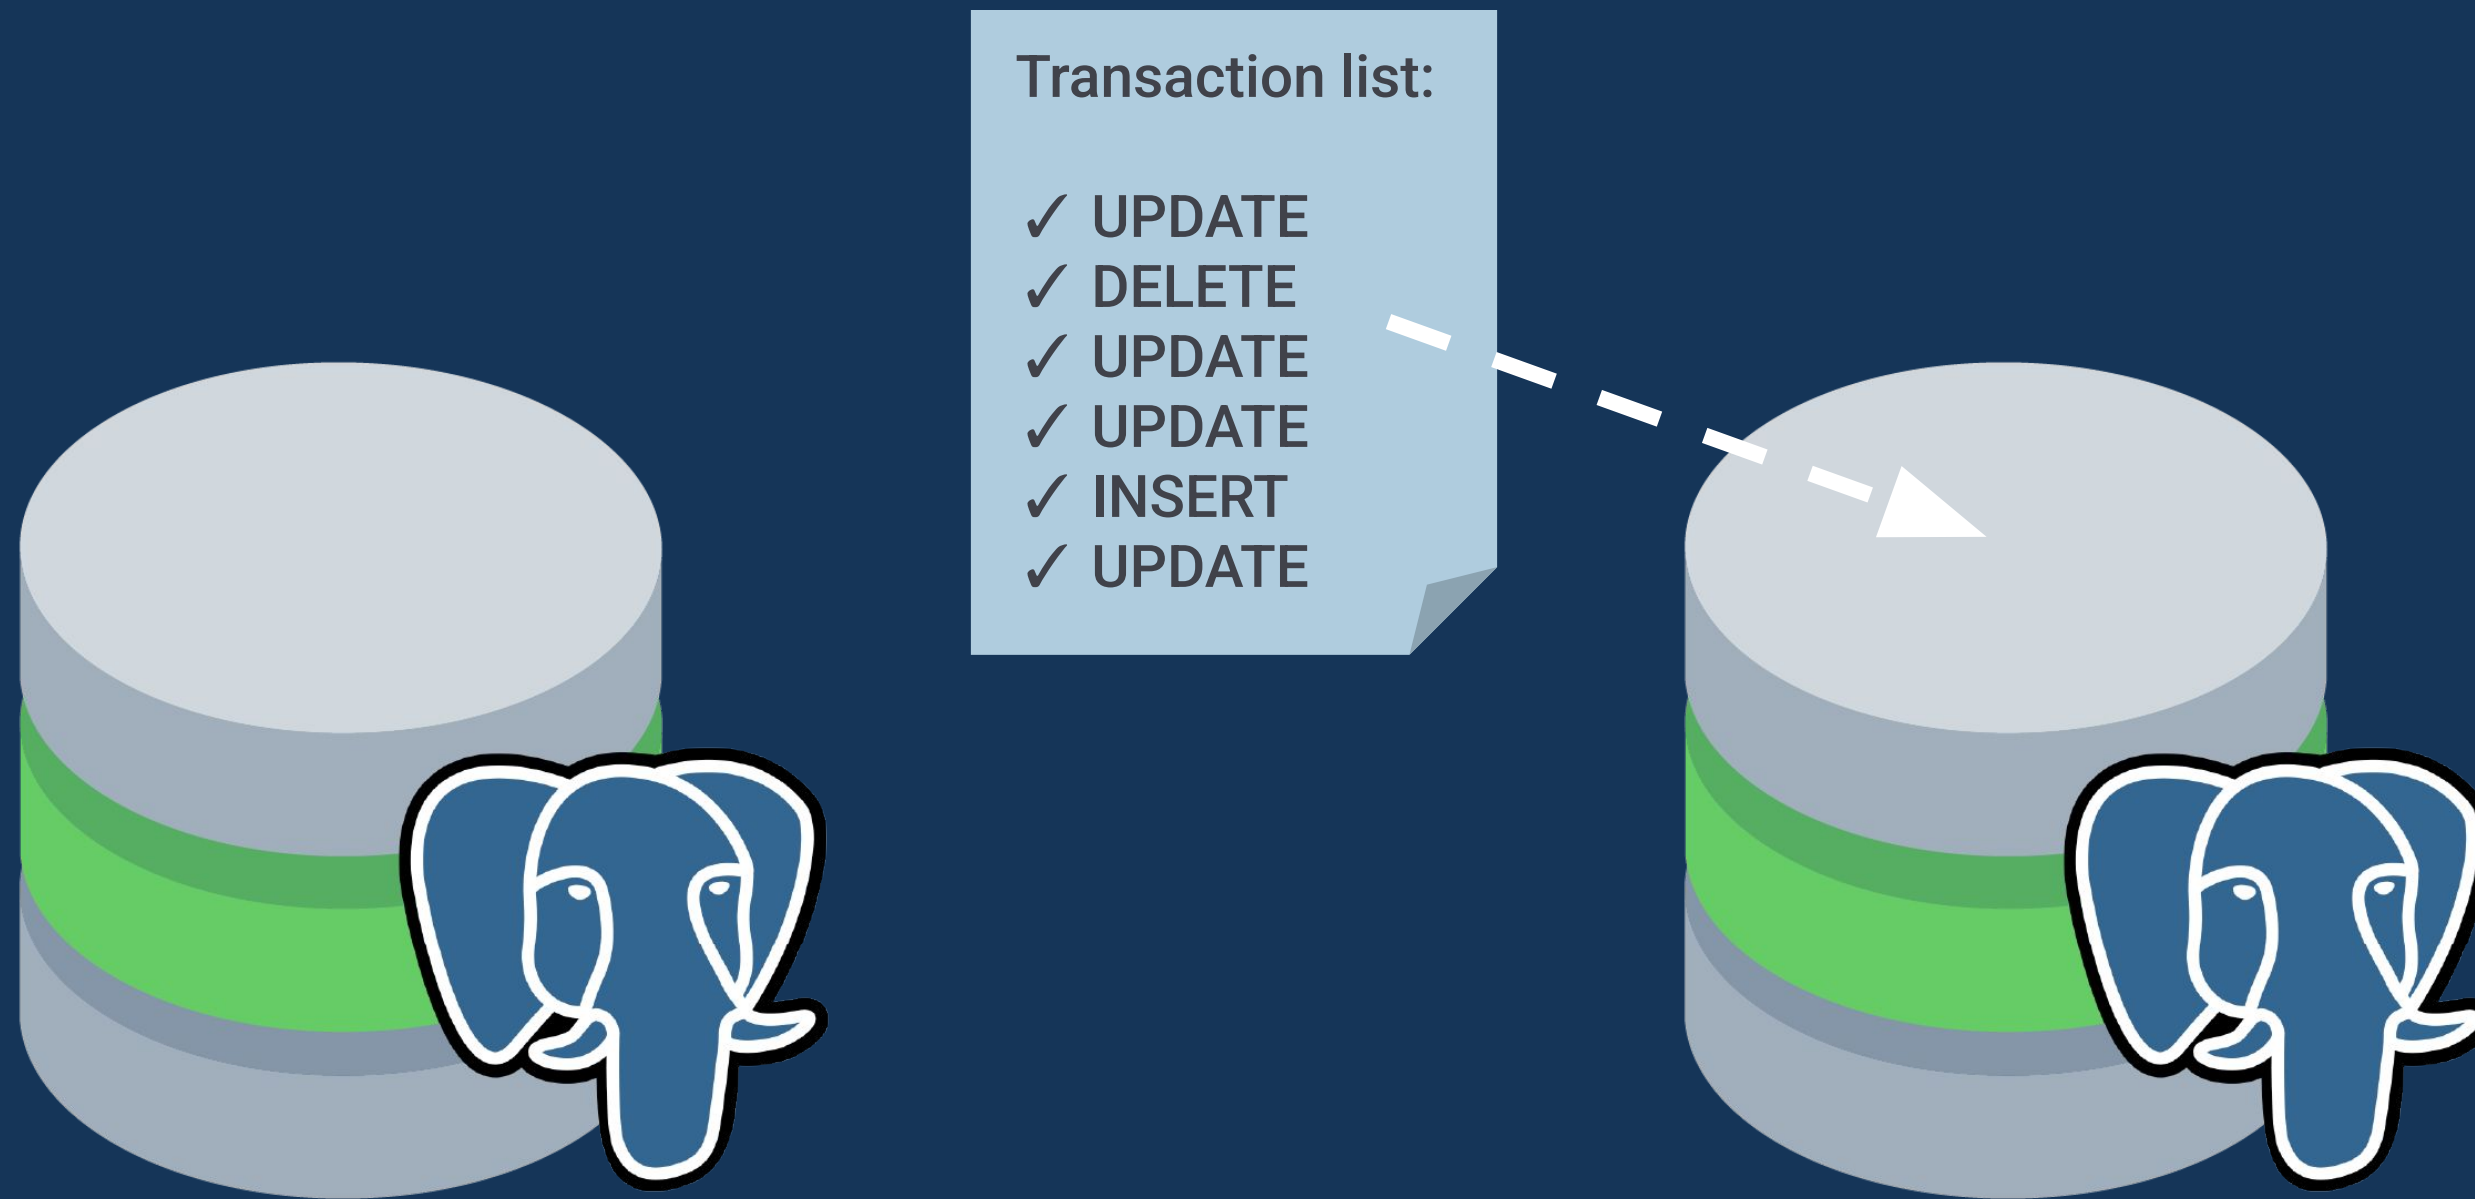 Transaction list:
✓ UPDATE
✓ DELETE
✓ UPDATE
✓ UPDATE
✓ INSERT
✓ UPDATE